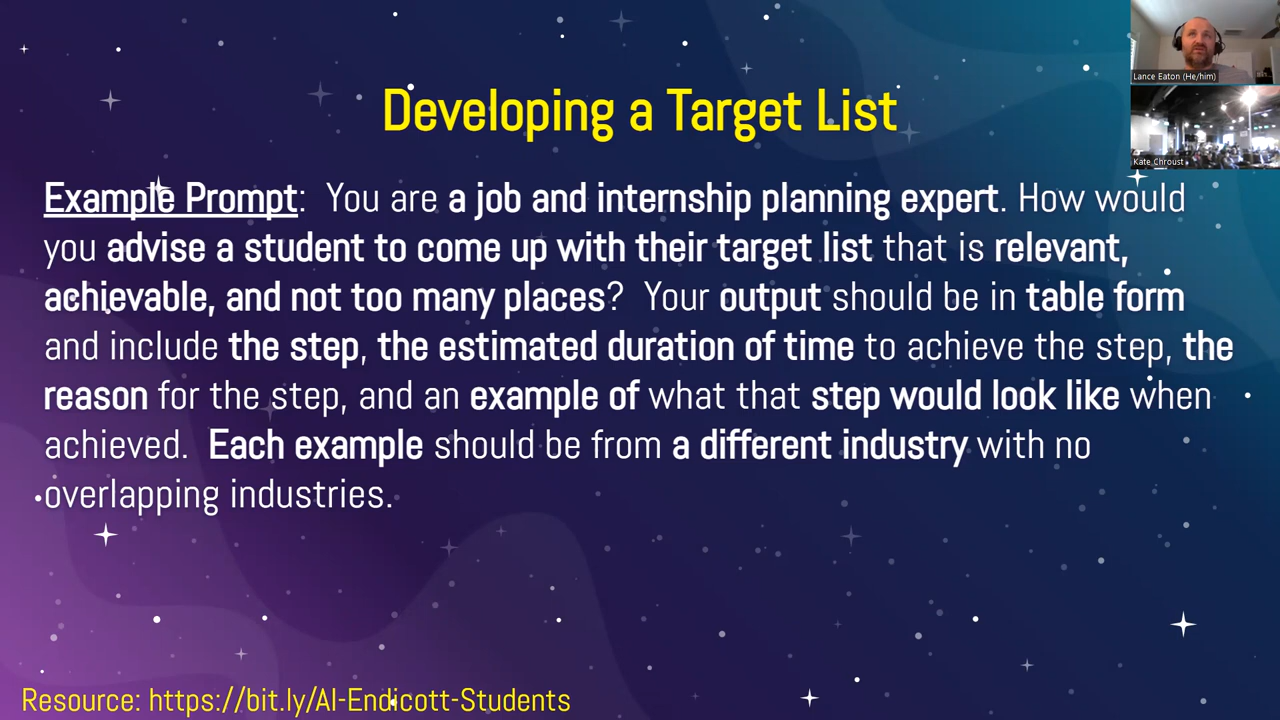 Developing a Target List
Lance Eaton (He/him)
Kate Chroust
Example Prompt:  You are a job and internship planning expert. How would
you advise a student to come up with their target list that is relevant,
achievable, and not too many places?  Your output should be in table form
and include the step, the estimated duration of time to achieve the step, the
reason for the step, and an example of what that step would look like when
achieved.  Each example should be from a different industry with no
overlapping industries.
Resource: https://bit.ly/AI-Endicott-Students